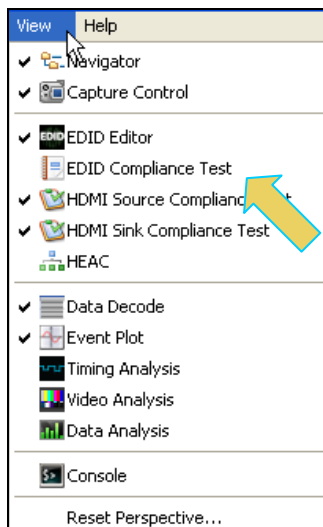 View Help
Navigator
Capture Control
EDID EDID Editor
EDID Compliance Test
HDMI Source Complianc
HDMI Sink Compliance Test
HEAC
Data Decode
Event Plot
Timing Analysis
Video Analysis
Data Analysis
Console
Reset Perspective...